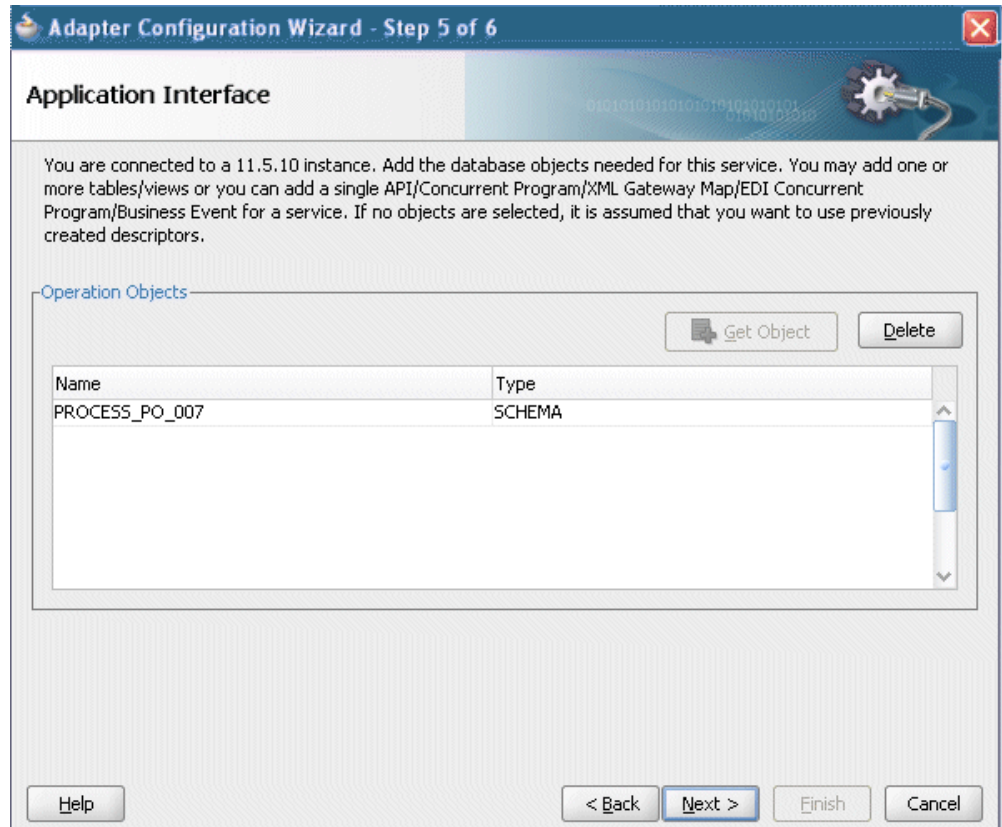 Adapter Configuration Wizard - Step 5 of 6
Application Interface
You are connected to a 11.5.10 instance. Add the database objects needed for this service. You may add one or
more tables/views or you can add a single API/Concurrent Program/XML Gateway Map/EDI Concurrent
Program/Business Event for a service. If no objects are selected, it is assumed that you want to use previously
created descriptors.
Operation Objects
Get Object
Delete
Name Type
PROCESS_PO_007 SCHEMA
Help
< Back
Next >
Finish
Cancel